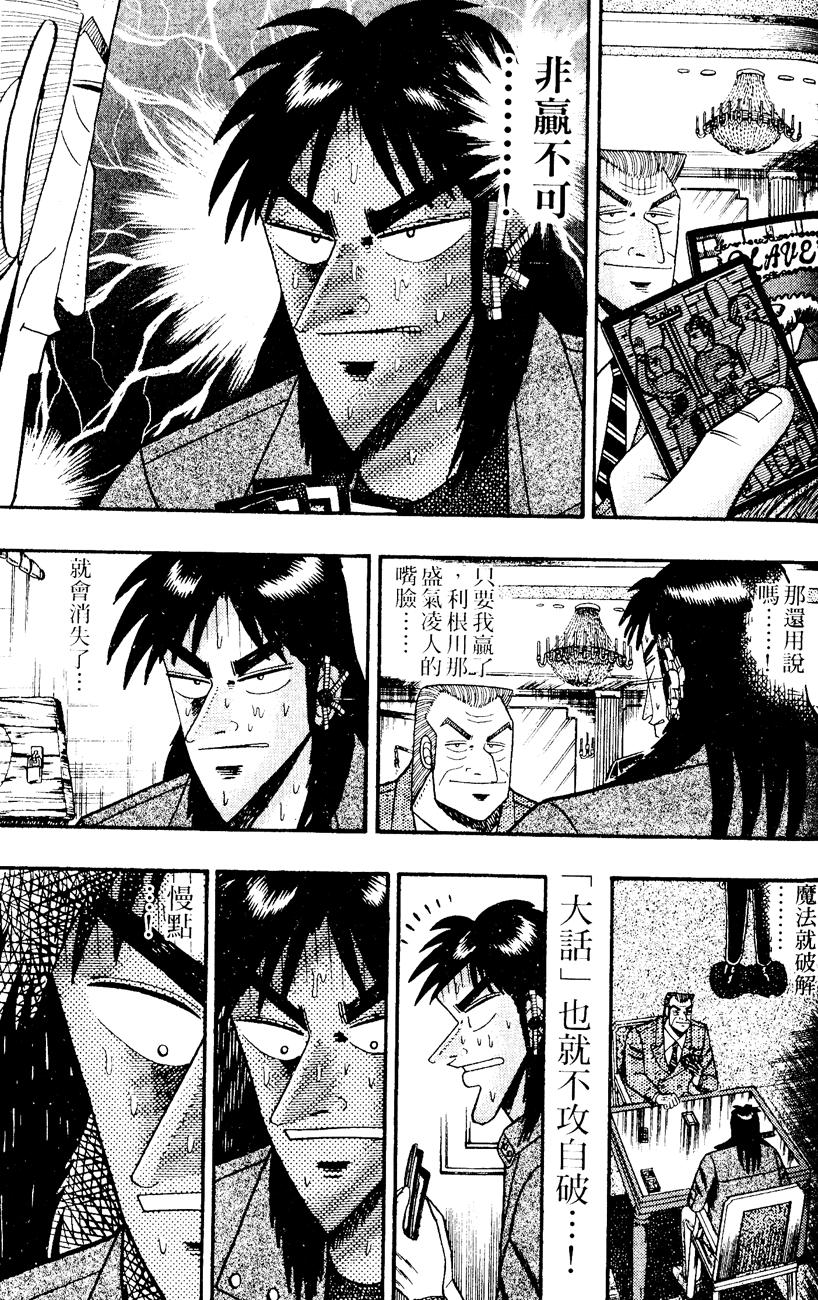 SLAVE
非贏不可
…………！
那還用說
嗎……！
只要我贏了
，利根川那
盛氣凌人的
嘴臉……
就會消失了…
魔法就破解
………
「大話」也就不攻自破…！
慢點
…！